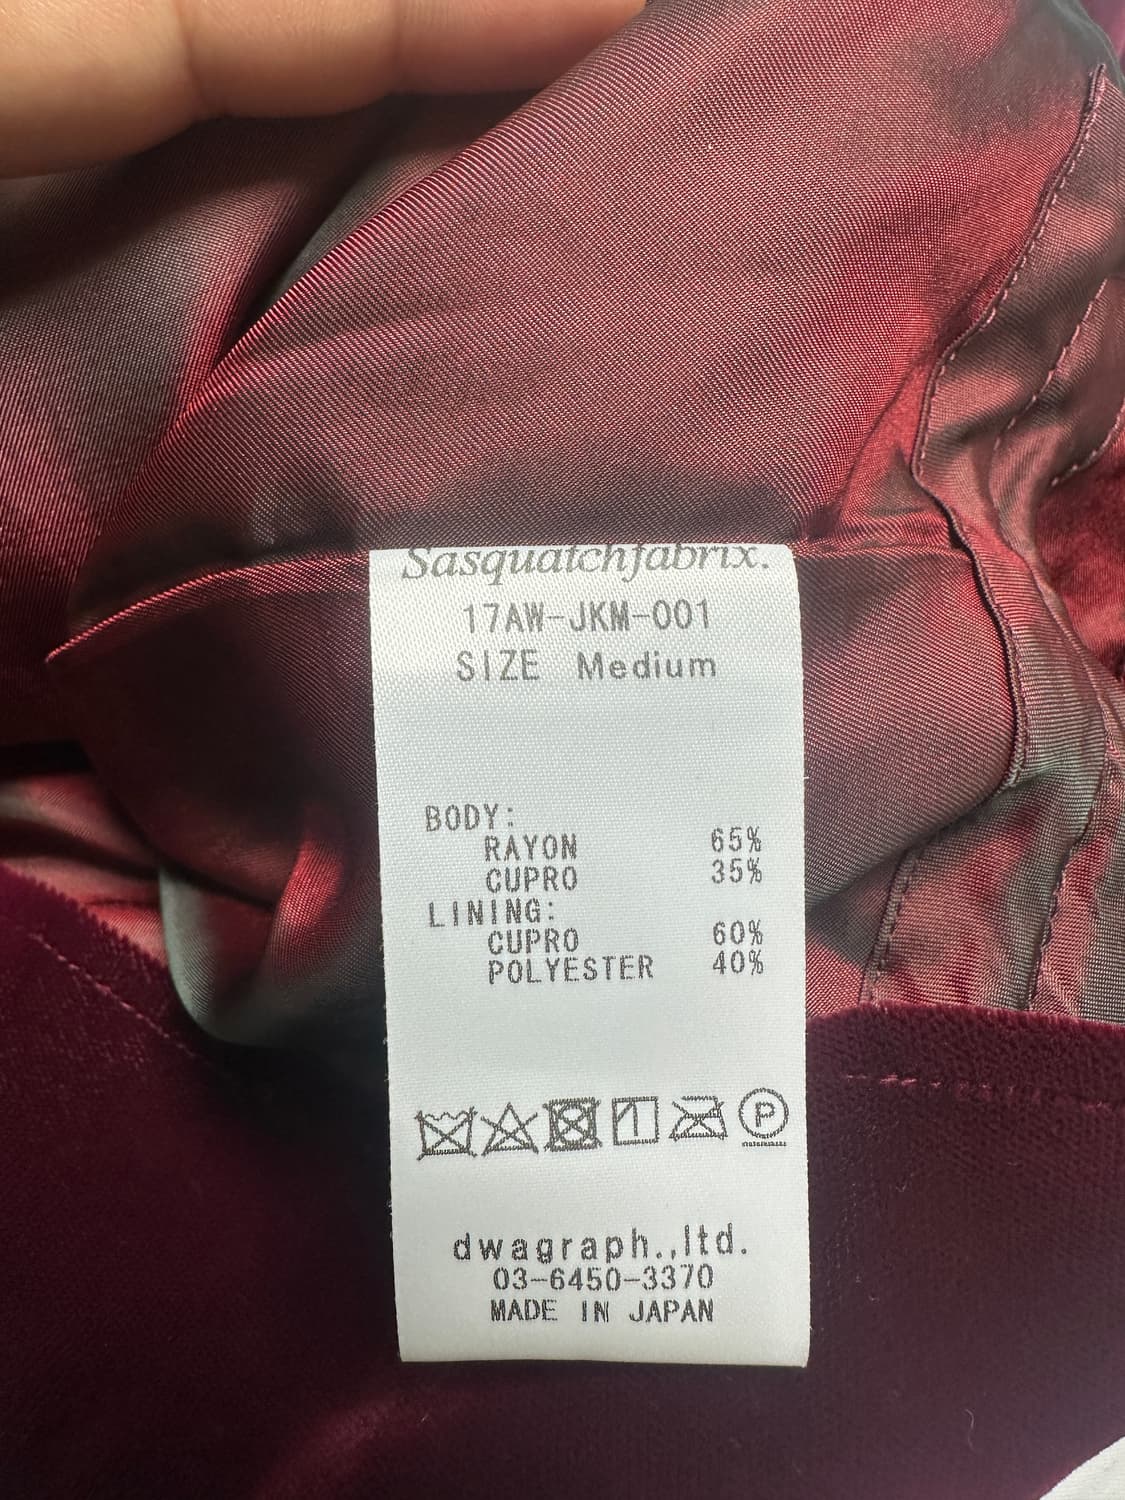 Sasquatchfabrix.
17AW-JKM-001
SIZE Medium
BODY:
RAYON 65%
CUPRO 35%
LINING:
CUPRO 60%
POLYESTER 40%
P
dwagraph.,ltd.
03-6450-3370
MADE IN JAPAN